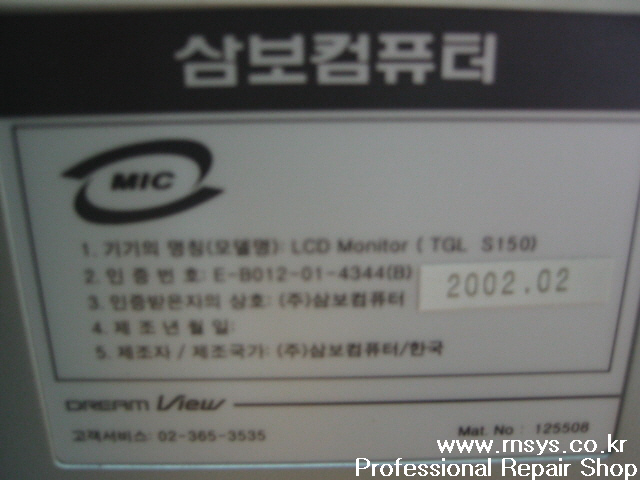 삼보컴퓨터
MIC
1. 기기의 명칭(모델명): LCD Monitor ( TGL S150)
2. 인 증 번 호: E-B012-01-4344(B)
3. 인증받은자의 상호: (주)삼보컴퓨터
2002.02
4. 제 조 년 월 일:
5. 제조자 / 제조국가: (주)삼보컴퓨터/한국
DREAM View
고객서비스: 02-365-3535
Mat. No : 125508
www.rnsys.co.kr
Professional Repair Shop